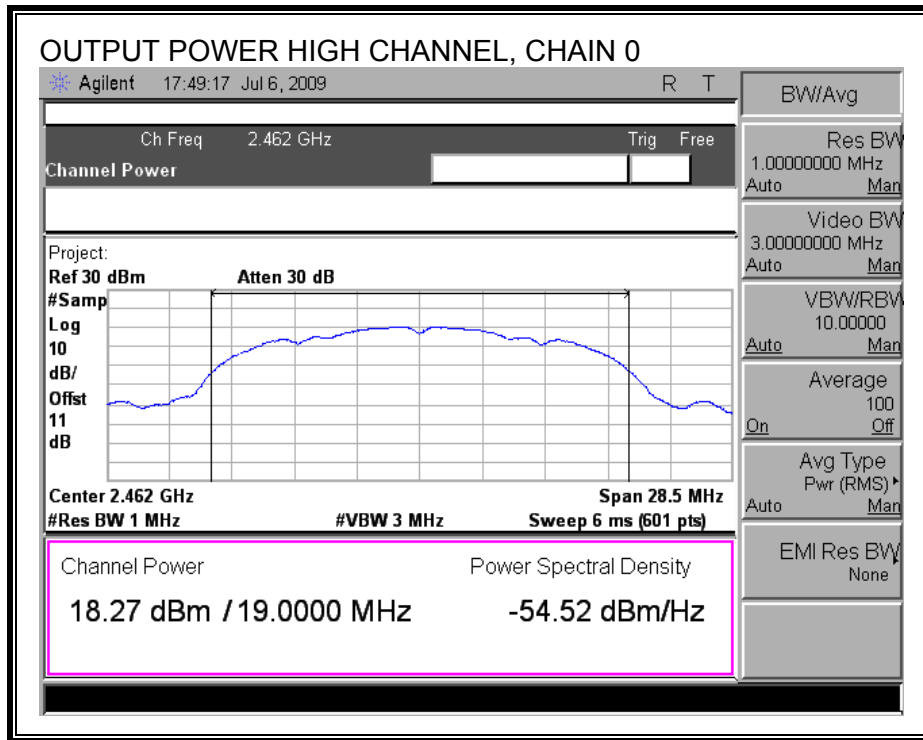 OUTPUT POWER HIGH CHANNEL, CHAIN 0
Agilent 17:49:17 Jul 6, 2009 R T
Ch Freq 2.462 GHz Trig Free
Channel Power
Project:
Ref 30 dBm Atten 30 dB
#Samp
Log
10
dB/
Offst
11
dB
Center 2.462 GHz Span 28.5 MHz
#Res BW 1 MHz #VBW 3 MHz Sweep 6 ms (601 pts)
Channel Power Power Spectral Density
18.27 dBm / 19.0000 MHz -54.52 dBm/Hz
BW/Avg
Res BW
1.00000000 MHz
Auto Man
Video BW
3.00000000 MHz
Auto Man
VBW/RBW
10.00000
Auto Man
Average
100
On Off
Avg Type
Pwr (RMS)
Auto Man
EMI Res BW
None